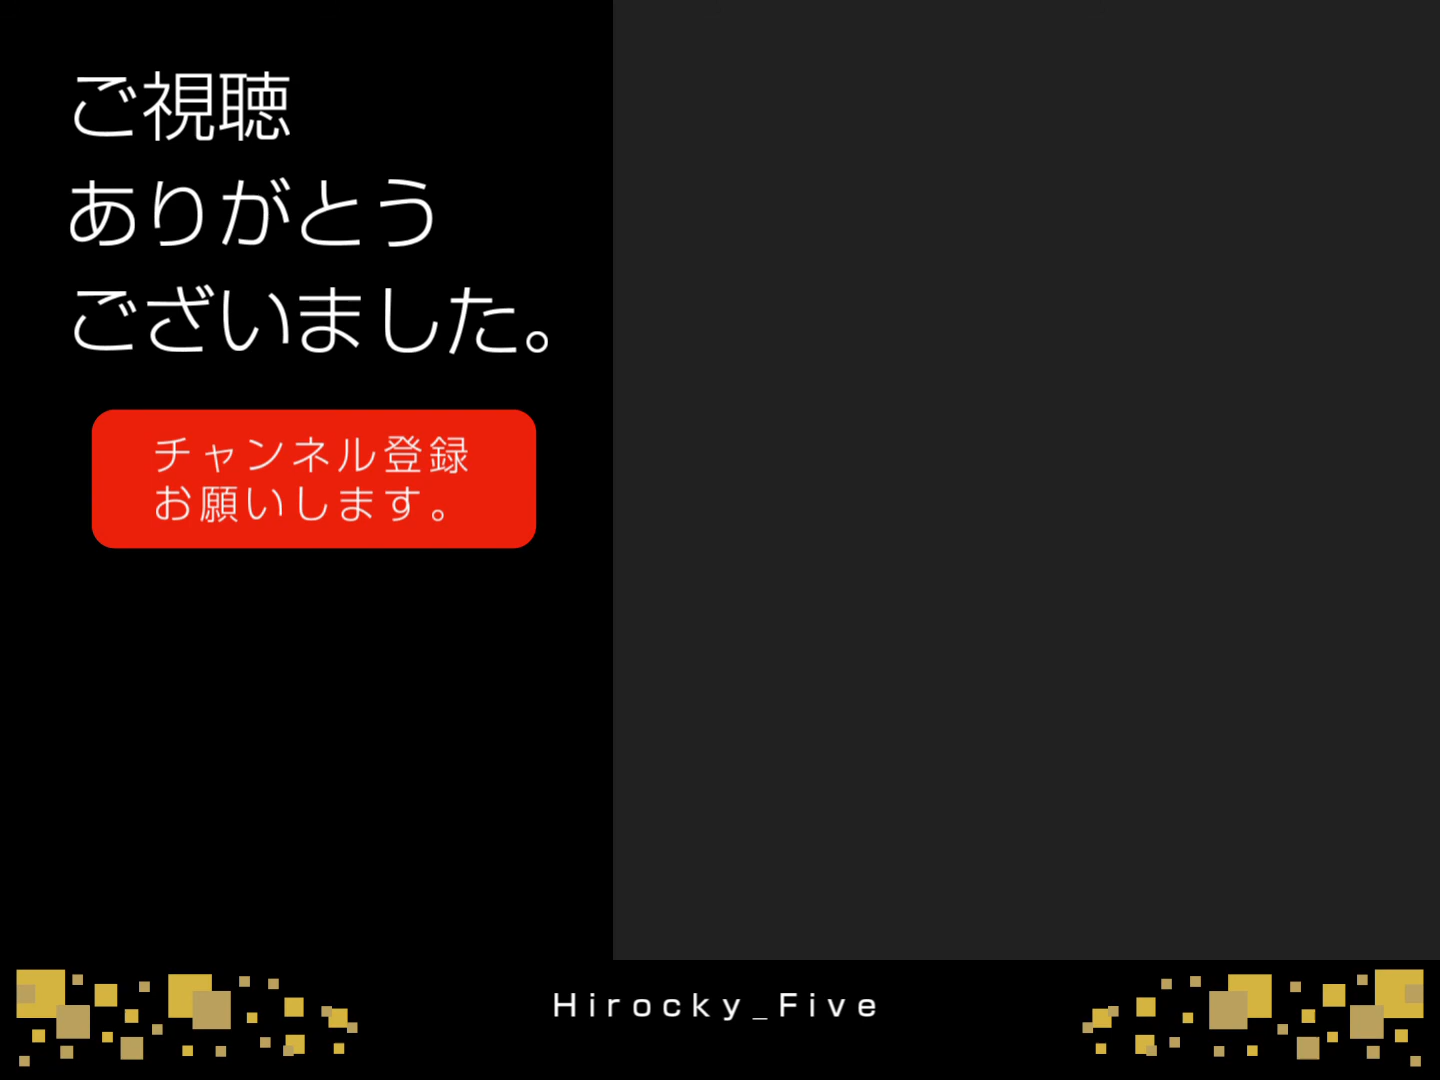 ご視聴
ありがとう
ございました。
チャンネル登録
お願いします。
Hirocky_Five